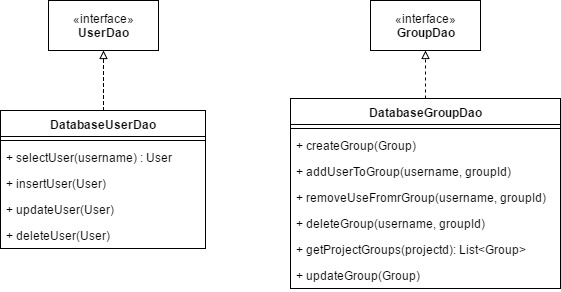 «interface»
UserDao
DatabaseUserDao
+ selectUser(username) : User
+ insertUser(User)
+ updateUser(User)
+ deleteUser(User)
«interface»
GroupDao
DatabaseGroupDao
+ createGroup(Group)
+ addUserToGroup(username, groupId)
+ removeUseFromrGroup(username, groupId)
+ deleteGroup(username, groupId)
+ getProjectGroups(projectd): List<Group>
+ updateGroup(Group)